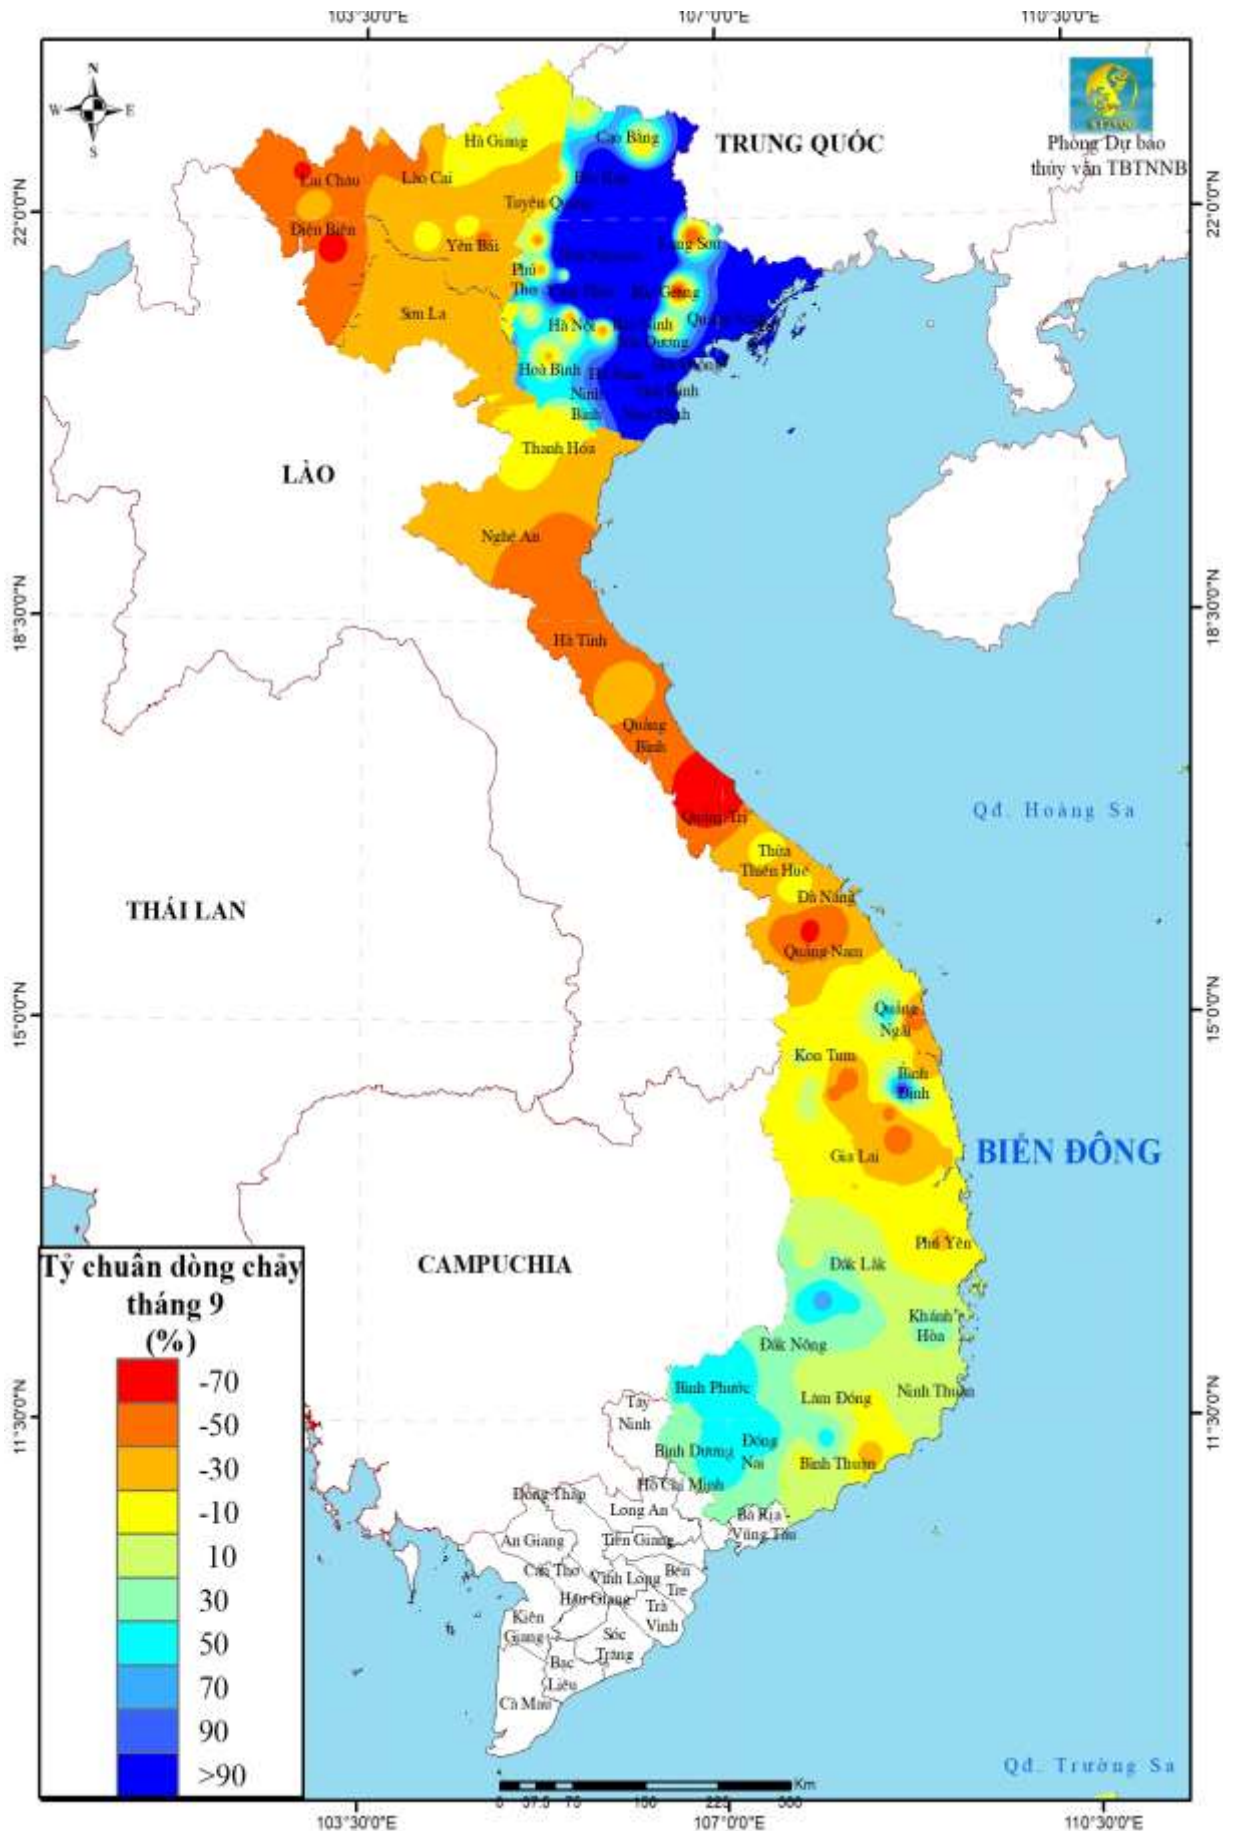 103°30'0"E
107°0'0"E
110°30'0"E
N
W
E
S
Phòng Dự báo
thủy văn TBTNNB
TRUNG QUỐC
22°0'0"N
22°0'0"N
Hà Giang
Cao Bằng
Lai Châu
Lào Cai
Tuyên Quang
Điện Biên
Yên Bái
Lạng Sơn
Phú
Thọ
Bắc Giang
Sơn La
Hà Nội
Hoà Bình
Ninh
Bình
Thanh Hóa
LÀO
Nghệ An
18°30'0"N
18°30'0"N
Hà Tĩnh
Quảng
Bình
Quảng Trị
Qđ. Hoàng Sa
Thừa
Thiên Huế
Đà Nẵng
THÁI LAN
Quảng Nam
15°0'0"N
15°0'0"N
Quảng
Ngãi
Kon Tum
Bình
Định
BIỂN ĐÔNG
Gia Lai
Phú Yên
CAMPUCHIA
Đăk Lăk
Khánh
Hòa
Đăk Nông
Bình Phước
Lâm Đồng
Ninh Thuận
11°30'0"N
11°30'0"N
Tây
Ninh
Bình Dương
Đồng
Nai
Bình Thuận
Hồ Chí Minh
Đồng Tháp
Long An
Bà Rịa -
Vũng Tàu
An Giang
Tiền Giang
Cần Thơ
Vĩnh Long
Bến
Tre
Hậu Giang
Trà
Vinh
Kiên
Giang
Sóc
Trăng
Bạc
Liêu
Cà Mau
Qđ. Trường Sa
Tỷ chuẩn dòng chảy
tháng 9
(%)
-70
-50
-30
-10
10
30
50
70
90
>90
Km
0 37.5 75 150 225 300
103°30'0"E
107°0'0"E
110°30'0"E